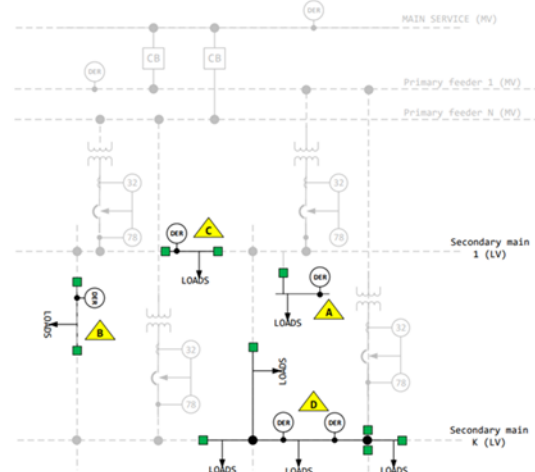 DER
MAIN SERVICE (MV)
CB
CB
DER
Primary feeder 1 (MV)
Primary feeder N (MV)
32
32
78
78
DER
C
Secondary main
1 (LV)
LOADS
DER
DER
A
LOADS
LOADS
B
32
32
LOADS
78
78
D
DER
DER
Secondary main
K (LV)
LOADS
LOADS
LOADS